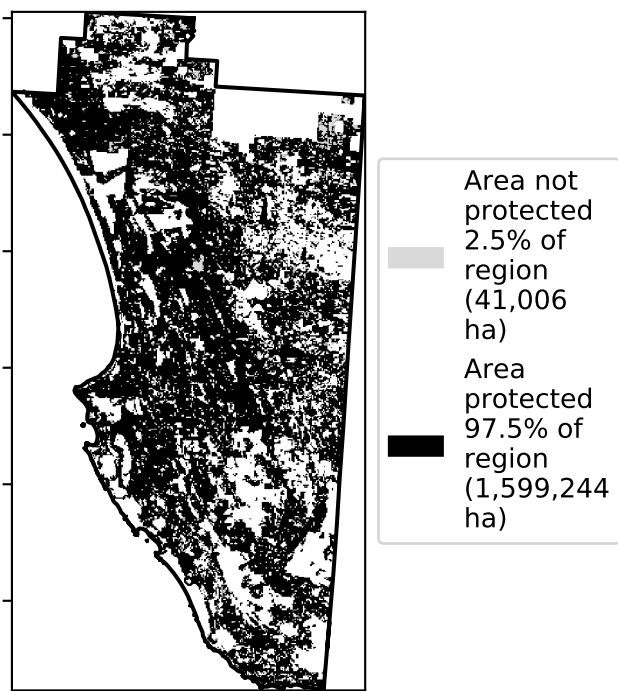 Area not
protected
2.5% of
region
(41,006
ha)
Area
protected
97.5% of
region
(1,599,244
ha)